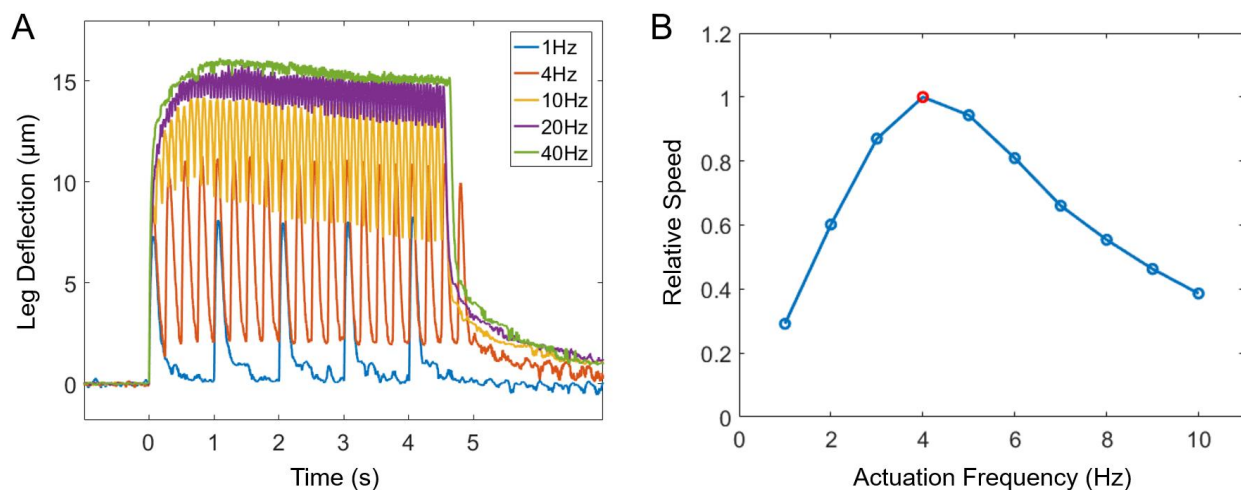 A
Leg Deflection (μm)
15
10
5
0
0 1 2 3 4 5
Time (s)
1Hz
4Hz
10Hz
20Hz
40Hz
B
Relative Speed
1.2
1
0.8
0.6
0.4
0.2
0
0 2 4 6 8 10
Actuation Frequency (Hz)